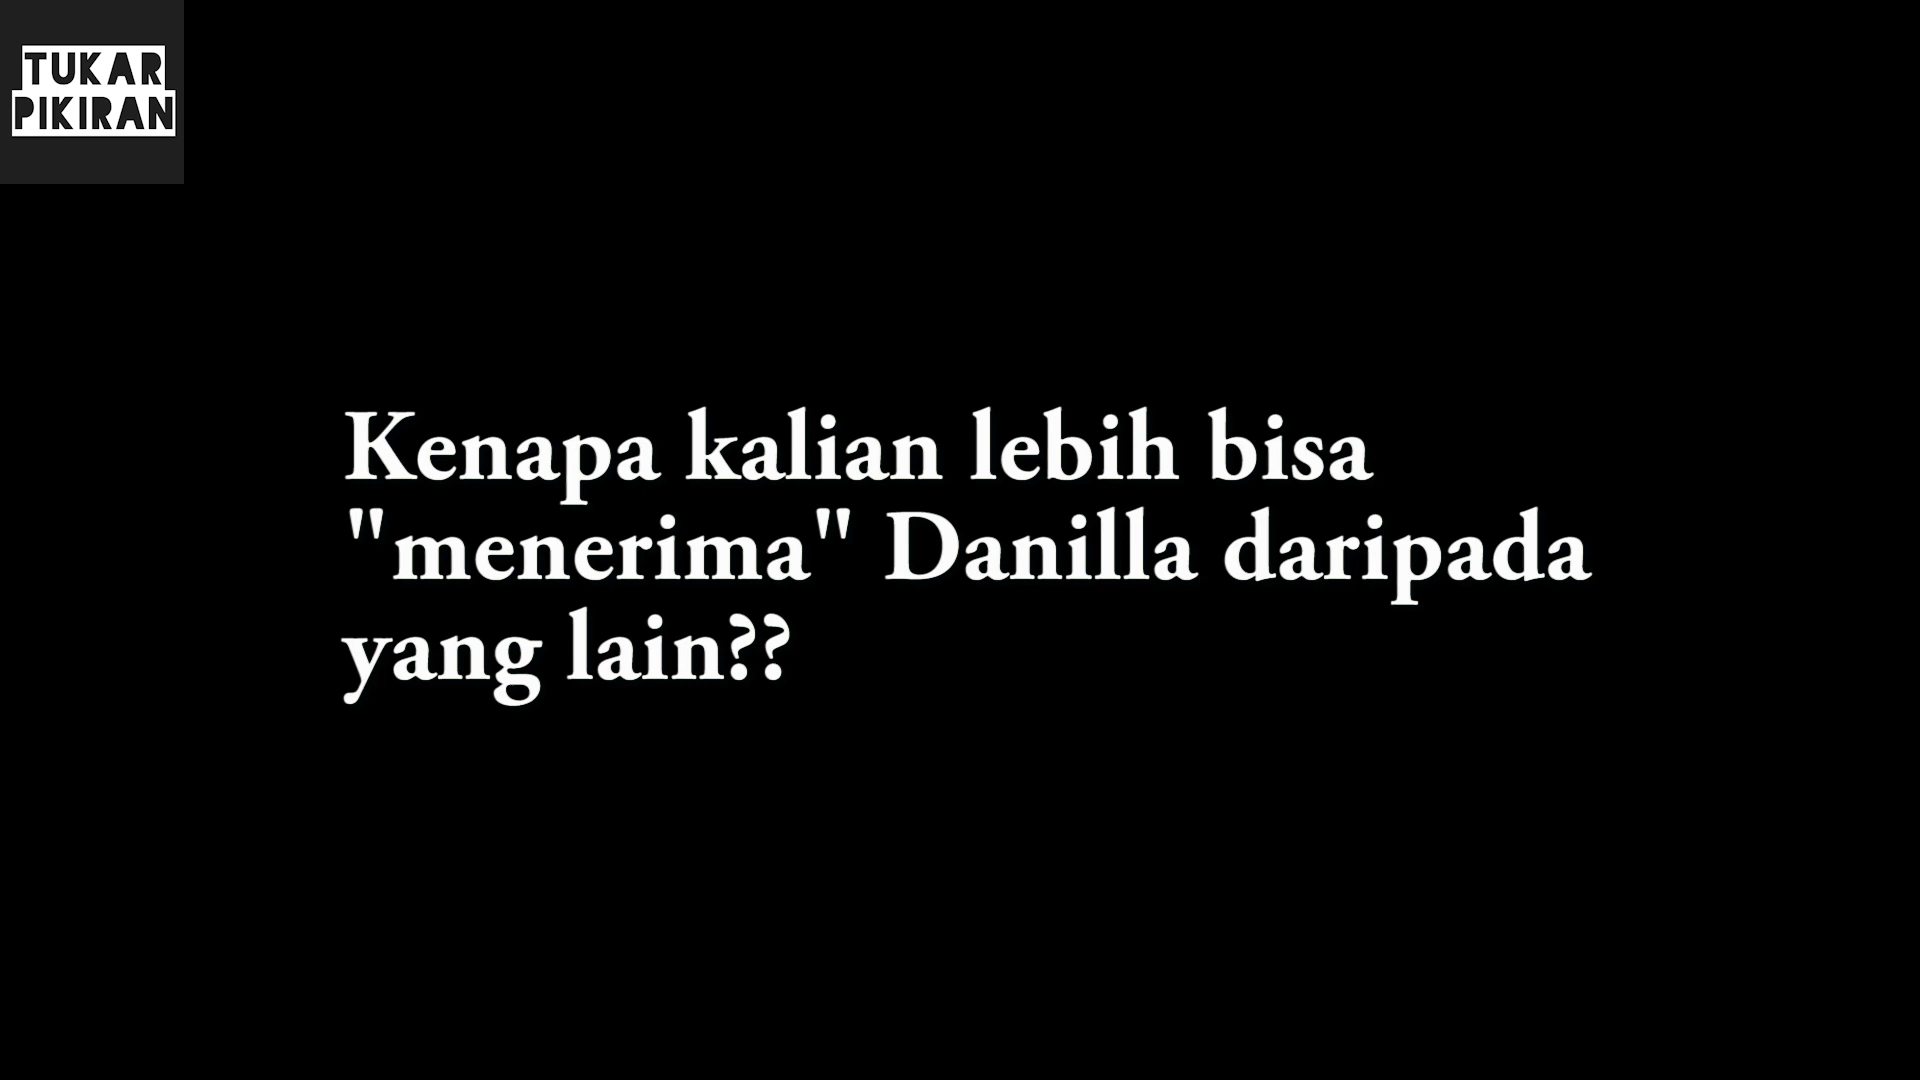 TUKAR
PIKIRAN
Kenapa kalian lebih bisa
"menerima" Danilla daripada
yang lain??